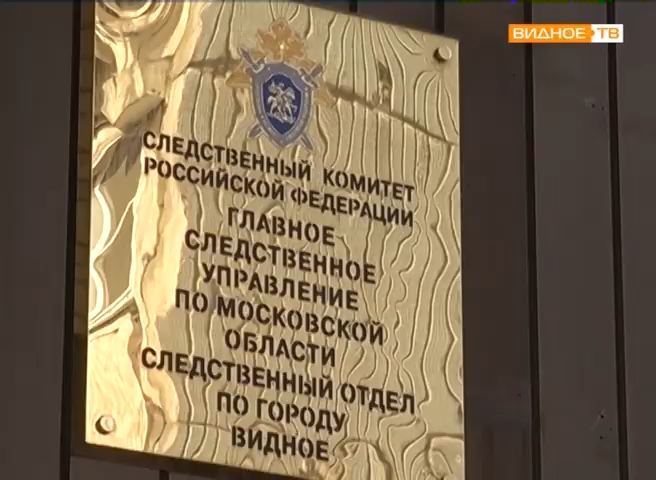 ВИДНОЕ ТВ
СЛЕДСТВЕННЫЙ КОМИТЕТ
РОССИЙСКОЙ ФЕДЕРАЦИИ
ГЛАВНОЕ
СЛЕДСТВЕННОЕ
УПРАВЛЕНИЕ
ПО МОСКОВСКОЙ
ОБЛАСТИ
СЛЕДСТВЕННЫЙ ОТДЕЛ
ПО ГОРОДУ
ВИДНОЕ